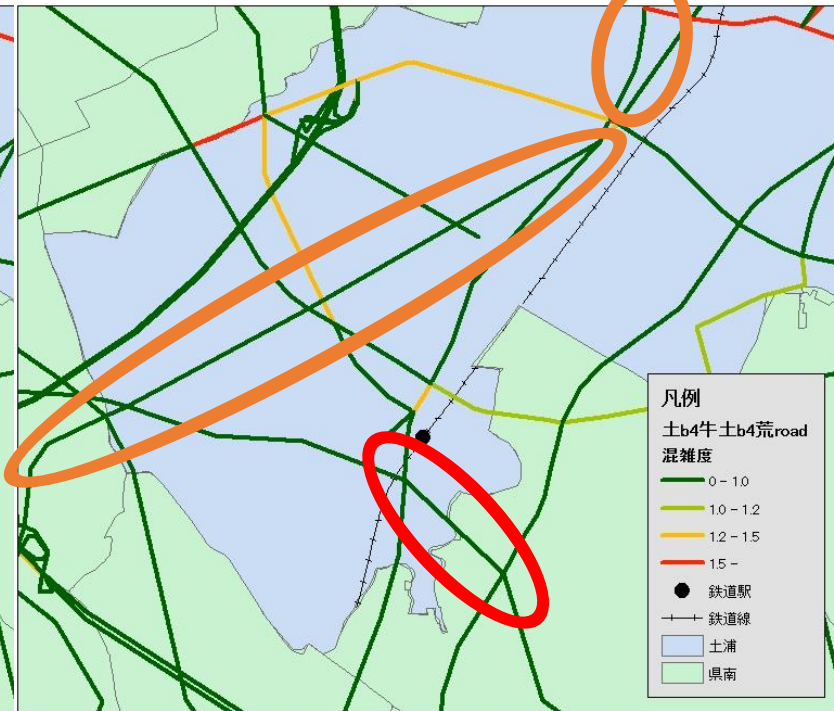 凡例
土b4牛土b4荒road
混雑度
0 - 1.0
1.0 - 1.2
1.2 - 1.5
1.5 -
鉄道駅
鉄道線
土浦
県南